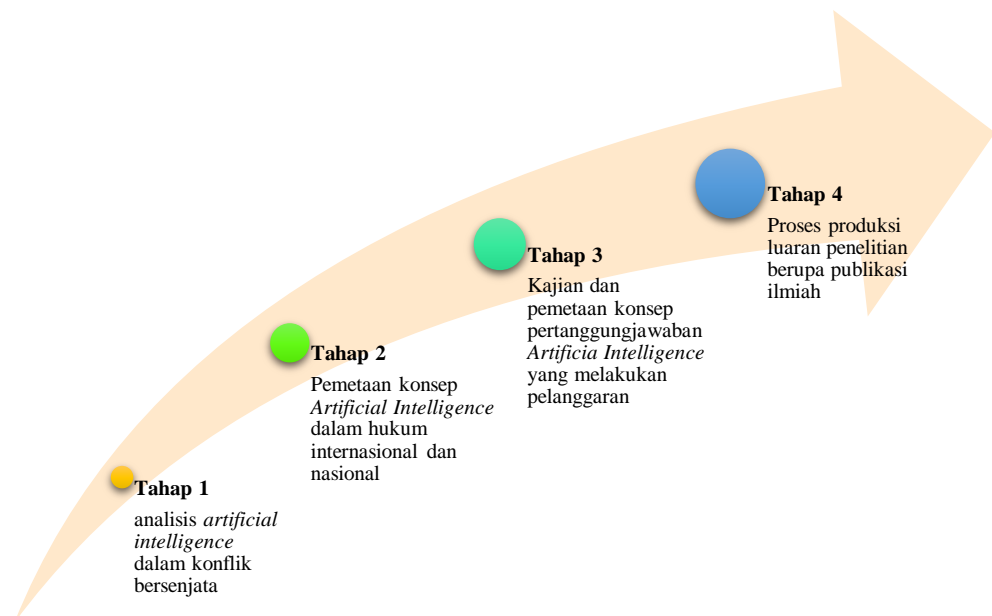 Tahap 1
analisis artificial
intelligence
dalam konflik
bersenjata
Tahap 2
Pemetaan konsep
Artificial Intelligence
dalam hukum
internasional dan
nasional
Tahap 3
Kajian dan
pemetaan konsep
pertanggungjawaban
Artificia Intelligence
yang melakukan
pelanggaran
Tahap 4
Proses produksi
luaran penelitian
berupa publikasi
ilmiah